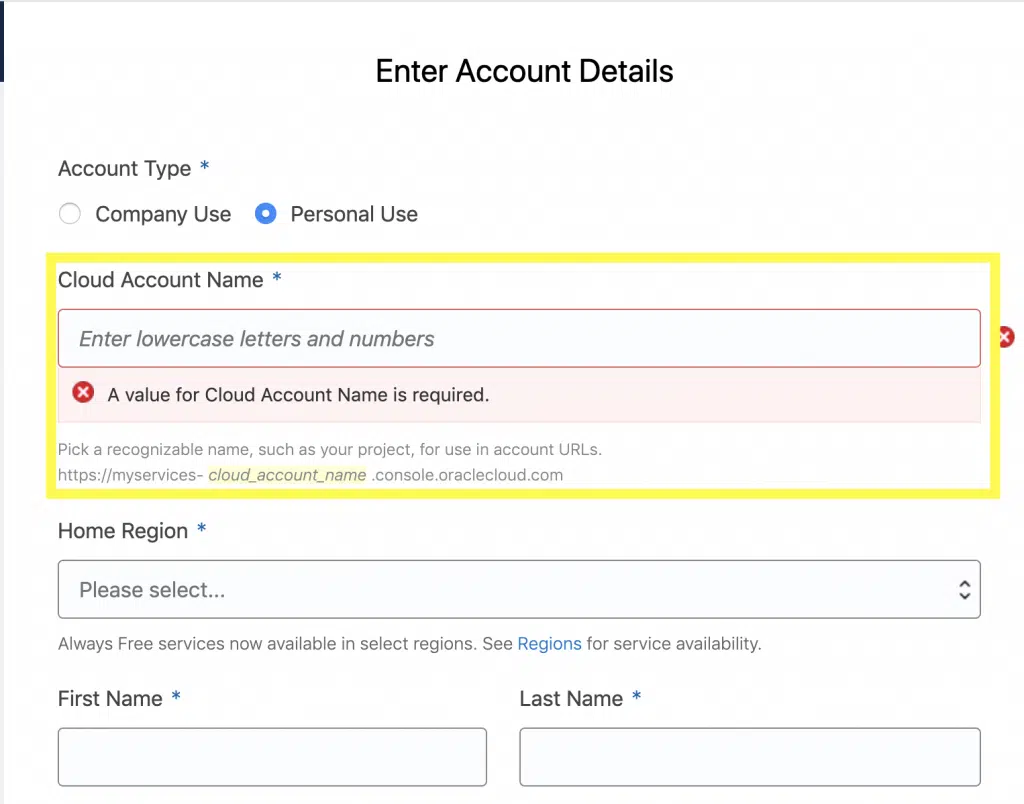 Enter Account Details
Account Type *
Company Use Personal Use
Cloud Account Name *
Enter lowercase letters and numbers
A value for Cloud Account Name is required.
Pick a recognizable name, such as your project, for use in account URLs.
https://myservices- cloud_account_name .console.oraclecloud.com
Home Region *
Please select...
Always Free services now available in select regions. See Regions for service availability.
First Name * Last Name *